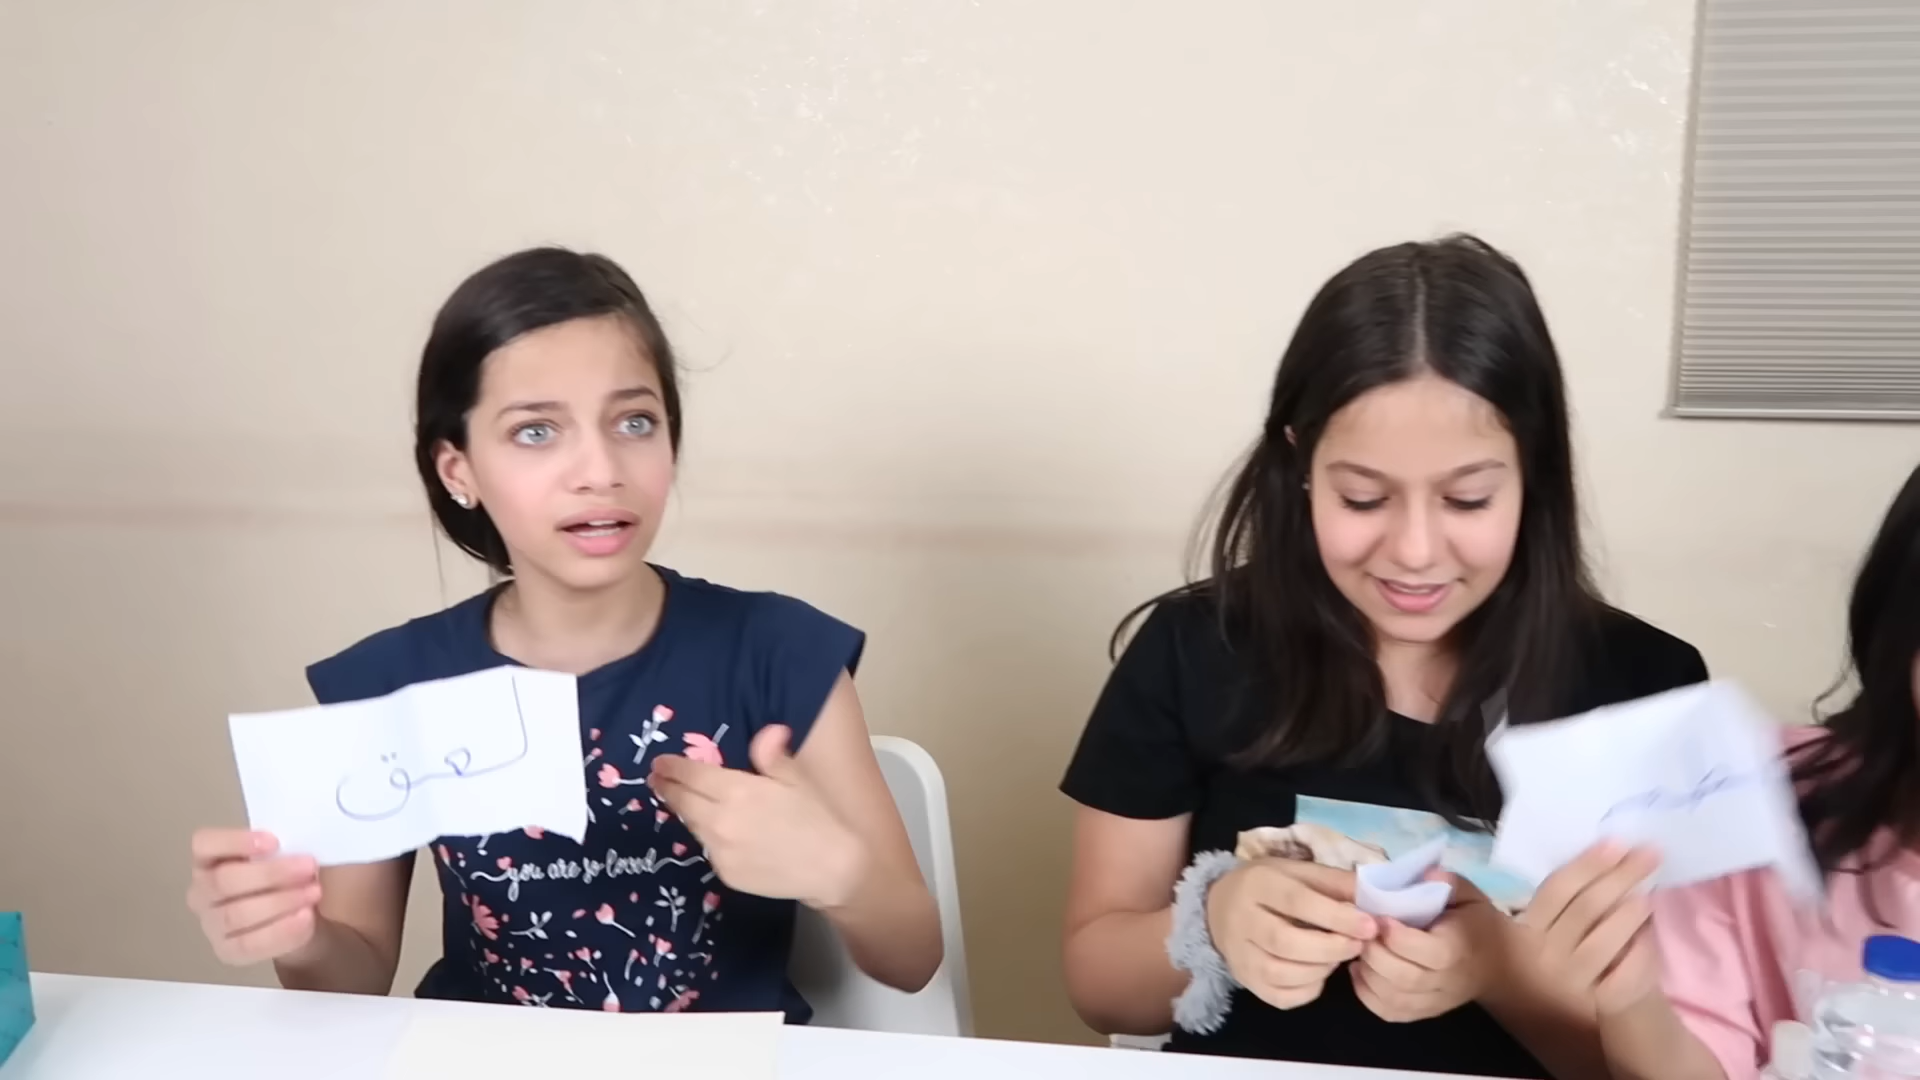 لعق
you are so loved